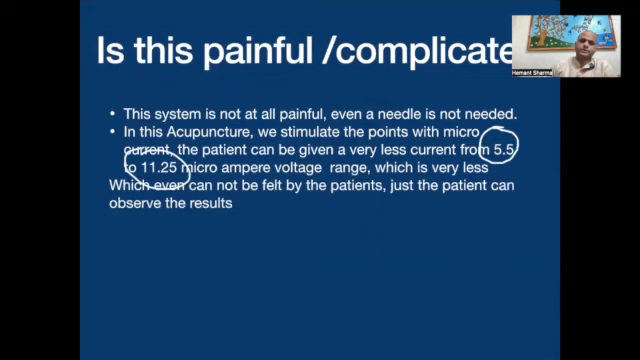 Is this painful /complicate
Hemant Sharma
• This system is not at all painful, even a needle is not needed.
• In this Acupuncture, we stimulate the points with micro
current, the patient can be given a very less current from 5.5
to 11.25 micro ampere voltage range, which is very less
Which even can not be felt by the patients, just the patient can
observe the results